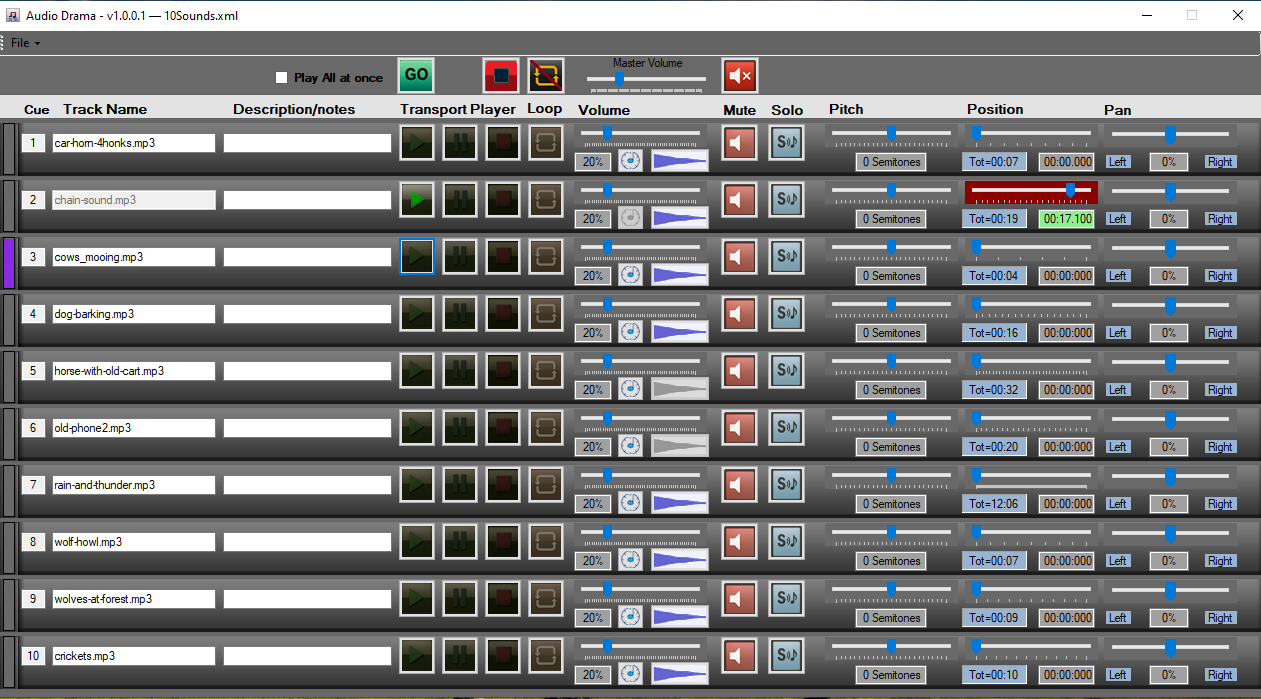 Audio Drama - v1.0.0.1 — 10Sounds.xml
File
Play All at once GO Master Volume
Cue Track Name Description/notes Transport Player Loop Volume Mute Solo Pitch Position Pan
1 car-horn-4honks.mp3 S
20% 0 Semitones Tot=00:07 00:00.000 Left 0% Right
2 chain-sound.mp3 S
20% 0 Semitones Tot=00:19 00:17.100 Left 0% Right
3 cows_mooing.mp3 S
20% 0 Semitones Tot=00:04 00:00:000 Left 0% Right
4 dog-barking.mp3 S
20% 0 Semitones Tot=00:16 00:00:000 Left 0% Right
5 horse-with-old-cart.mp3 S
20% 0 Semitones Tot=00:32 00:00:000 Left 0% Right
6 old-phone2.mp3 S
20% 0 Semitones Tot=00:20 00:00:000 Left 0% Right
7 rain-and-thunder.mp3 S
20% 0 Semitones Tot=12:06 00:00:000 Left 0% Right
8 wolf-howl.mp3 S
20% 0 Semitones Tot=00:07 00:00:000 Left 0% Right
9 wolves-at-forest.mp3 S
20% 0 Semitones Tot=00:09 00:00:000 Left 0% Right
10 crickets.mp3 S
20% 0 Semitones Tot=00:10 00:00:000 Left 0% Right